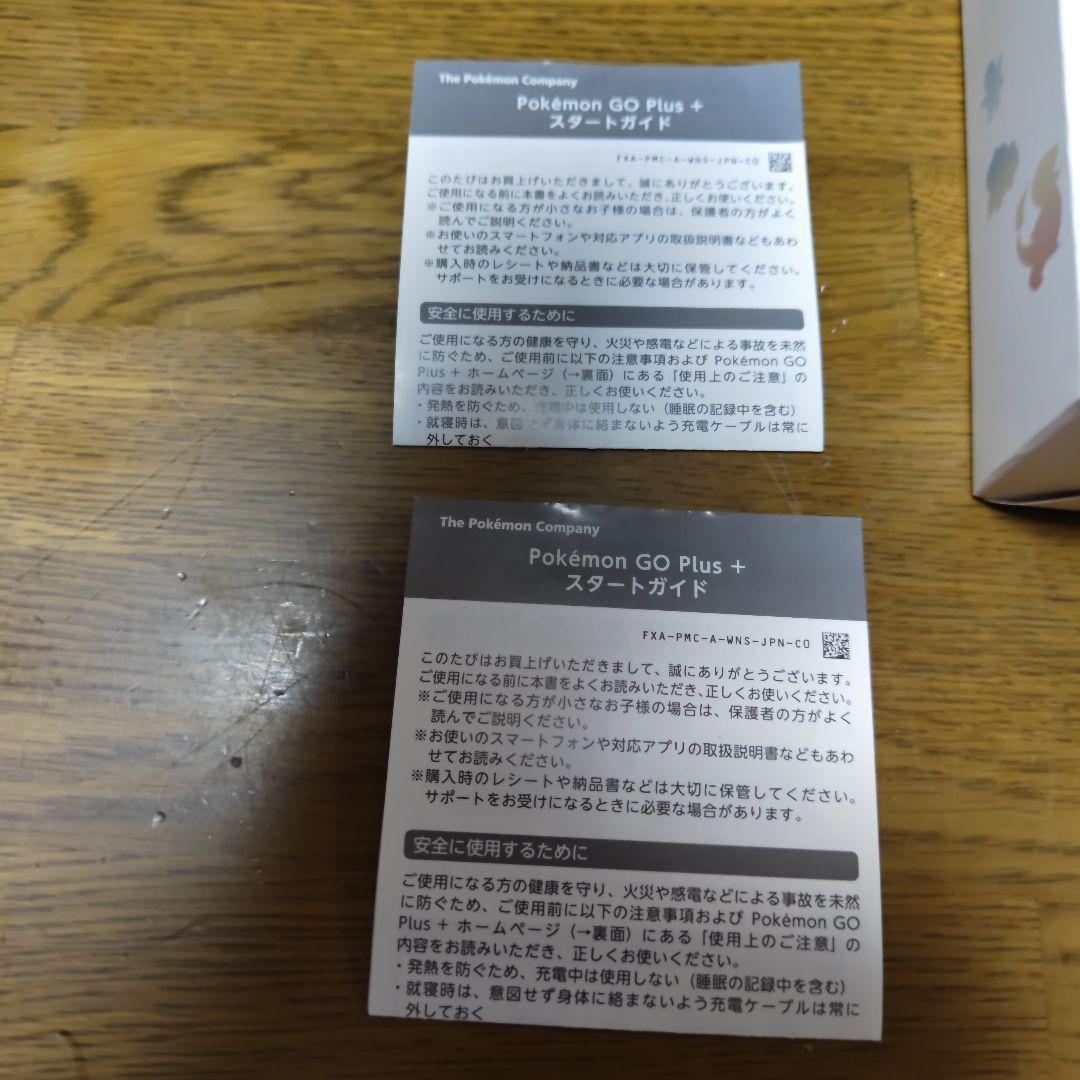 The Pokémon Company
Pokémon GO Plus +
スタートガイド
FXA-PMC-A-WNS-JPN-C0
このたびはお買上げいただきまして、誠にありがとうございます。
ご使用になる前に本書をよくお読みいただき、正しくお使いください。
※ご使用になる方が小さなお子様の場合は、保護者の方がよく
読んでご説明ください。
※お使いのスマートフォンや対応アプリの取扱説明書などもあわ
せてお読みください。
※購入時のレシートや納品書などは大切に保管してください。
サポートをお受けになるときに必要な場合があります。
安全に使用するために
ご使用になる方の健康を守り、火災や感電などによる事故を未然
に防ぐため、ご使用前に以下の注意事項および Pokémon GO
Plus + ホームページ（→裏面）にある「使用上のご注意」の
内容をお読みいただき、正しくお使いください。
・発熱を防ぐため、充電中は使用しない（睡眠の記録中を含む）
・就寝時は、意図せず身体に絡まないよう充電ケーブルは常に
外しておく
The Pokémon Company
Pokémon GO Plus +
スタートガイド
FXA-PMC-A-WNS-JPN-C0
このたびはお買上げいただきまして、誠にありがとうございます。
ご使用になる前に本書をよくお読みいただき、正しくお使いください。
※ご使用になる方が小さなお子様の場合は、保護者の方がよく
読んでご説明ください。
※お使いのスマートフォンや対応アプリの取扱説明書などもあわ
せてお読みください。
※購入時のレシートや納品書などは大切に保管してください。
サポートをお受けになるときに必要な場合があります。
安全に使用するために
ご使用になる方の健康を守り、火災や感電などによる事故を未然
に防ぐため、ご使用前に以下の注意事項および Pokémon GO
Plus + ホームページ（→裏面）にある「使用上のご注意」の
内容をお読みいただき、正しくお使いください。
・発熱を防ぐため、充電中は使用しない（睡眠の記録中を含む）
・就寝時は、意図せず身体に絡まないよう充電ケーブルは常に
外しておく